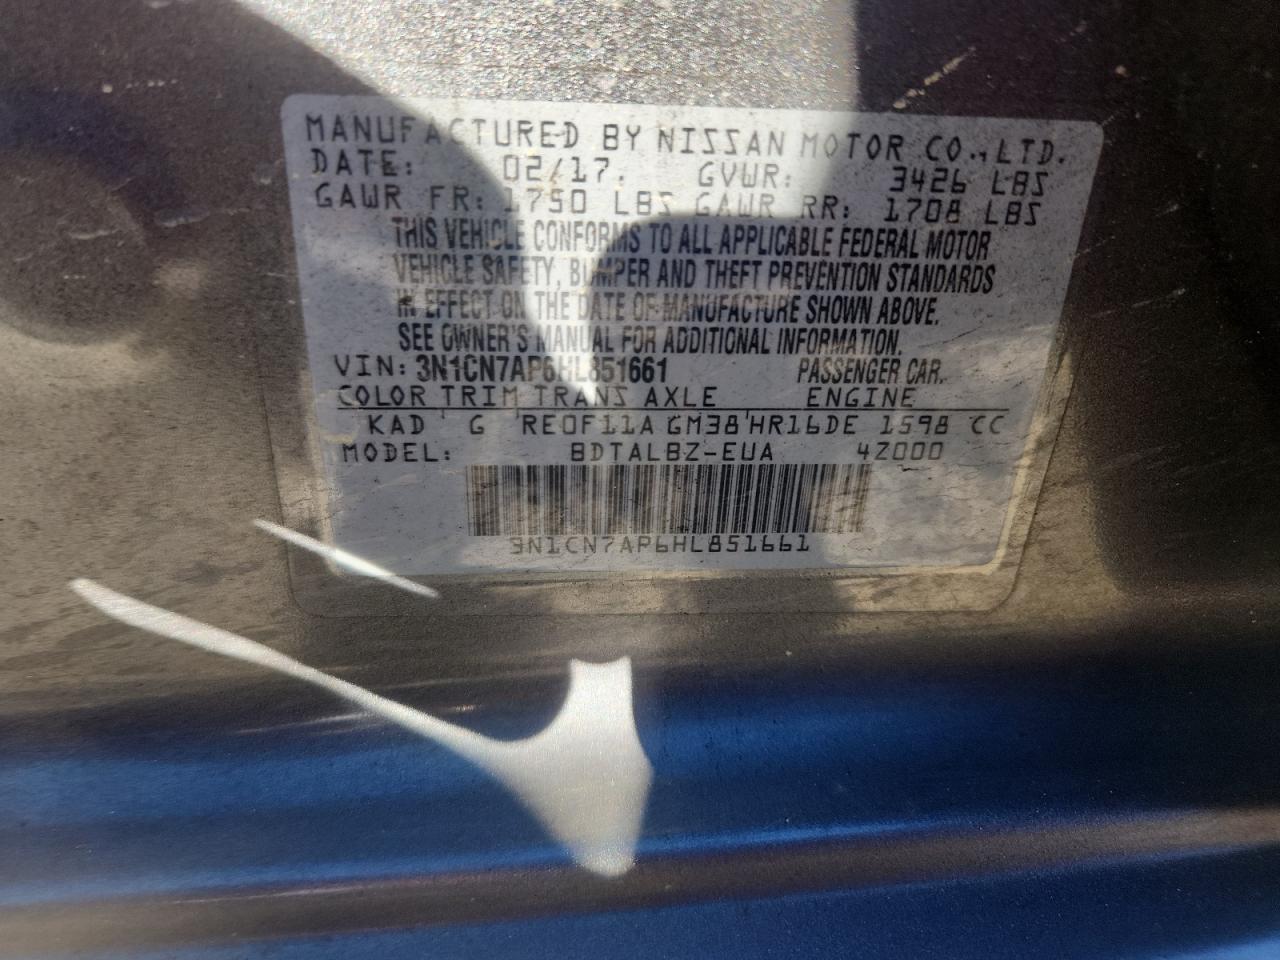 MANUFACTURED BY NISSAN MOTOR CO., LTD.
DATE: 02/17. GVWR: 3426 LBS
GAWR FR: 1750 LBS GAWR RR: 1708 LBS
THIS VEHICLE CONFORMS TO ALL APPLICABLE FEDERAL MOTOR
VEHICLE SAFETY, BUMPER AND THEFT PREVENTION STANDARDS
IN EFFECT ON THE DATE OF MANUFACTURE SHOWN ABOVE.
SEE OWNER'S MANUAL FOR ADDITIONAL INFORMATION.
VIN: 3N1CN7AP6HL851661 PASSENGER CAR.
COLOR TRIM TRANS AXLE ENGINE
KAD G RE0F11A GM38 HR16DE 1598 CC
MODEL: BDTALBZ-EUA 4Z000
3N1CN7AP6HL851661